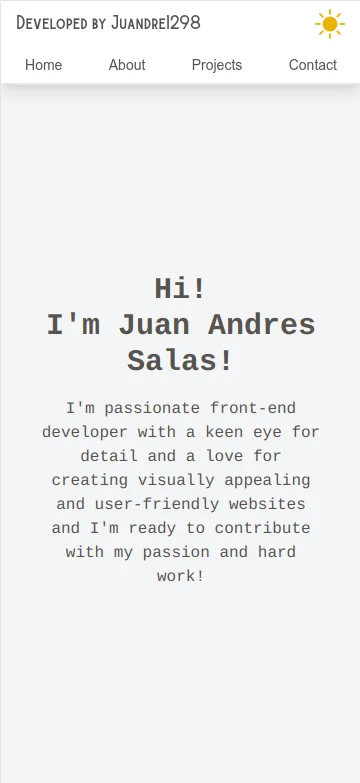 Developed by Juandre1298
Home About Projects Contact
Hi!
I'm Juan Andres
Salas!
I'm passionate front-end
developer with a keen eye for
detail and a love for
creating visually appealing
and user-friendly websites
and I'm ready to contribute
with my passion and hard
work!